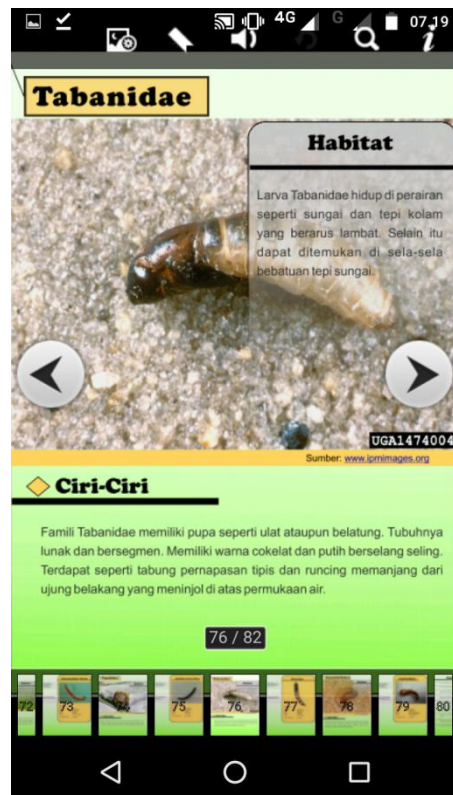 4G
G
07.19
Tabanidae
Habitat
Larva Tabanidae hidup di perairan
seperti sungai dan tepi kolam
yang berarus lambat. Selain itu
dapat ditemukan di sela-sela
bebatuan tepi sungai.
UGA1474004
Sumber: www.ipmimages.org
Ciri-Ciri
Famili Tabanidae memiliki pupa seperti ulat ataupun belatung. Tubuhnya
lunak dan bersegmen. Memiliki warna cokelat dan putih berselang seling.
Terdapat seperti tabung pernapasan tipis dan runcing memanjang dari
ujung belakang yang meninjol di atas permukaan air.
76 / 82
72 73 74 75 76 77 78 79 80